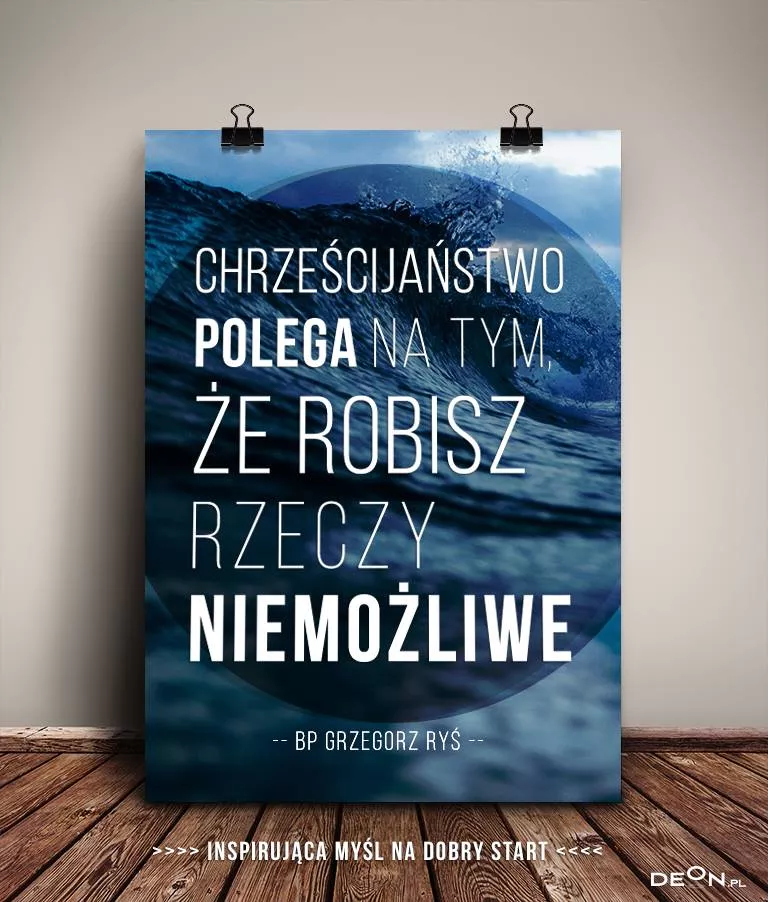 CHRZEŚCIJAŃSTWO
POLEGA NA TYM,
ŻE ROBISZ
RZECZY
NIEMOŻLIWE
-- BP GRZEGORZ RYŚ --
>>>> INSPIRUJĄCA MYŚL NA DOBRY START <<<<
DEON.PL